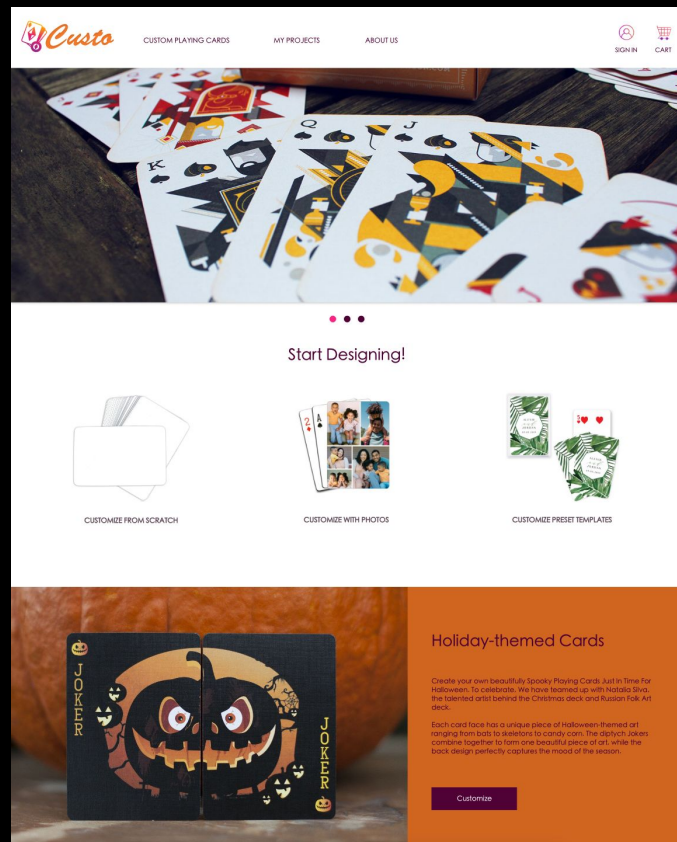 Custo
CUSTOM PLAYING CARDS
MY PROJECTS
ABOUT US
SIGN IN
CART
K
Q
J
Start Designing!
2
A
CUSTOMIZE FROM SCRATCH
CUSTOMIZE WITH PHOTOS
CUSTOMIZE PRESET TEMPLATES
JOKER
JOKER
Holiday-themed Cards
Create your own beautifully Spooky Playing Cards Just In Time For
Halloween. To celebrate. We have teamed up with Natalia Silva,
the talented artist behind the Christmas deck and Russian Folk Art
deck.
Each card face has a unique piece of Halloween-themed art
ranging from bats to skeletons to candy corn. The diptych Jokers
combine together to form one beautiful piece of art, while the
back design perfectly captures the mood of the season.
Customize